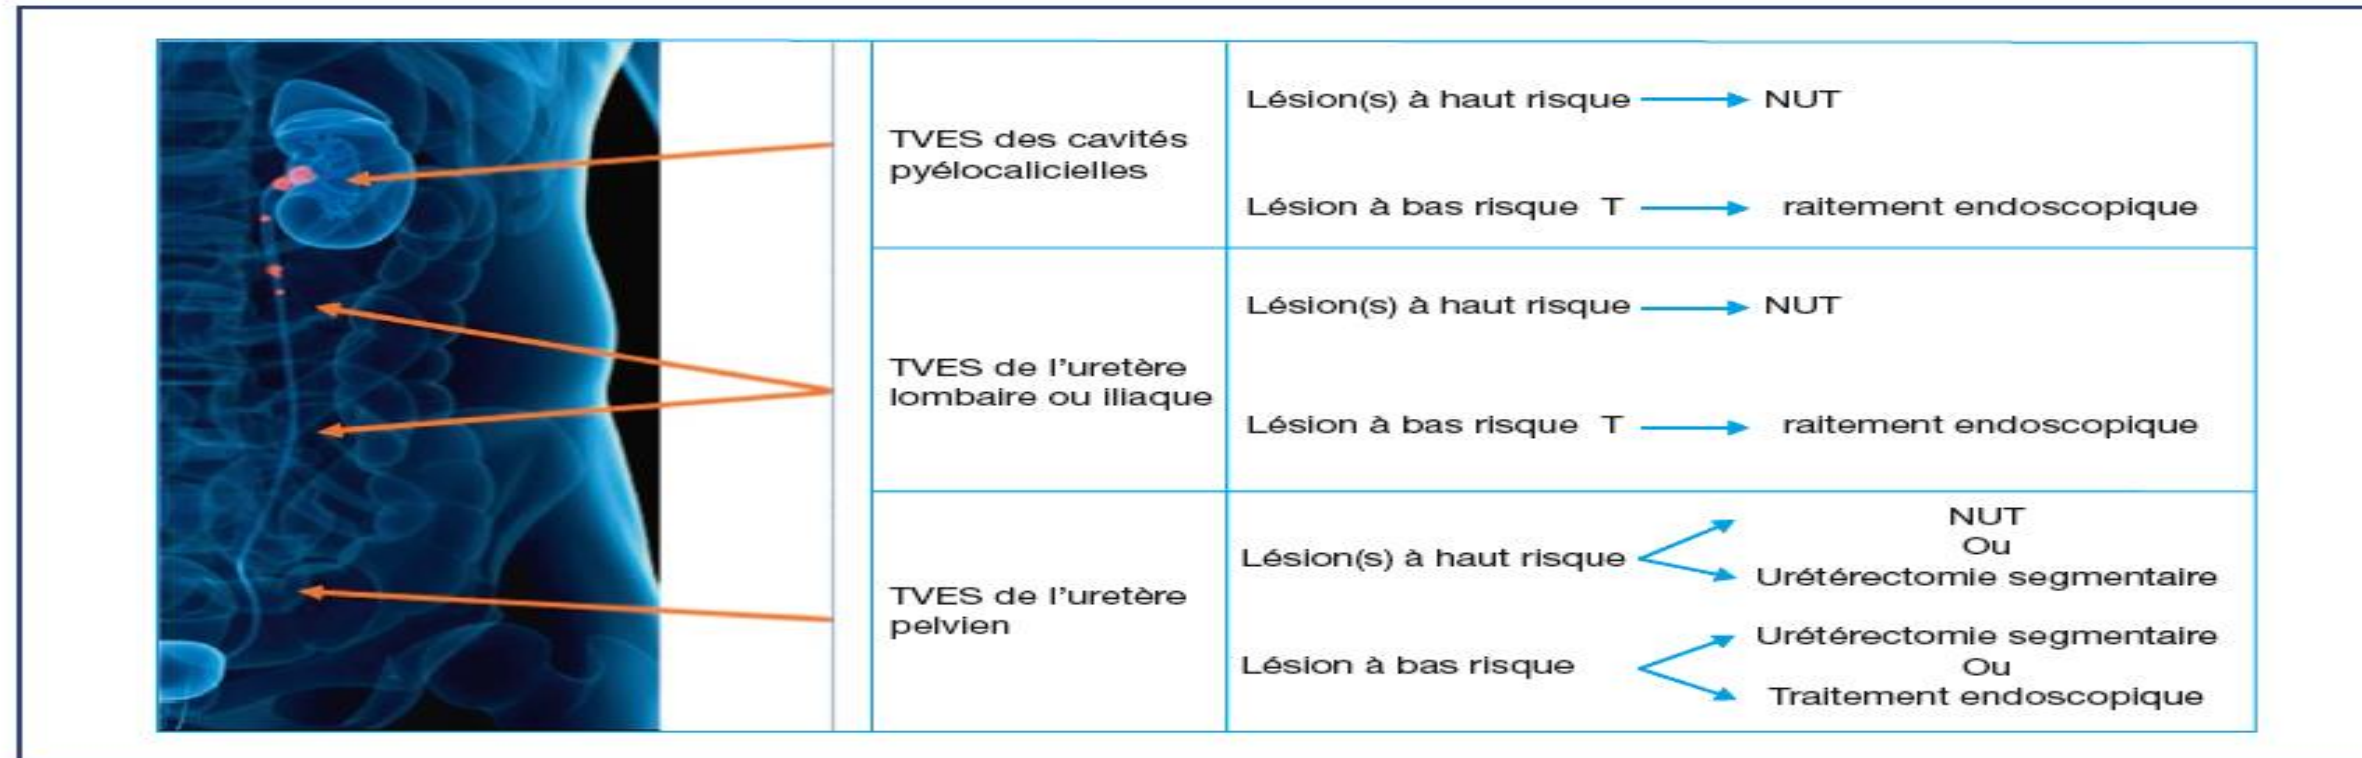 TVES des cavités
pyélocalicielles
Lésion(s) à haut risque NUT
Lésion à bas risque T raitement endoscopique
TVES de l'uretère
lombaire ou iliaque
Lésion(s) à haut risque NUT
Lésion à bas risque T raitement endoscopique
TVES de l'uretère
pelvien
Lésion(s) à haut risque
NUT
Ou
Urétérectomie segmentaire
Lésion à bas risque
Urétérectomie segmentaire
Ou
Traitement endoscopique